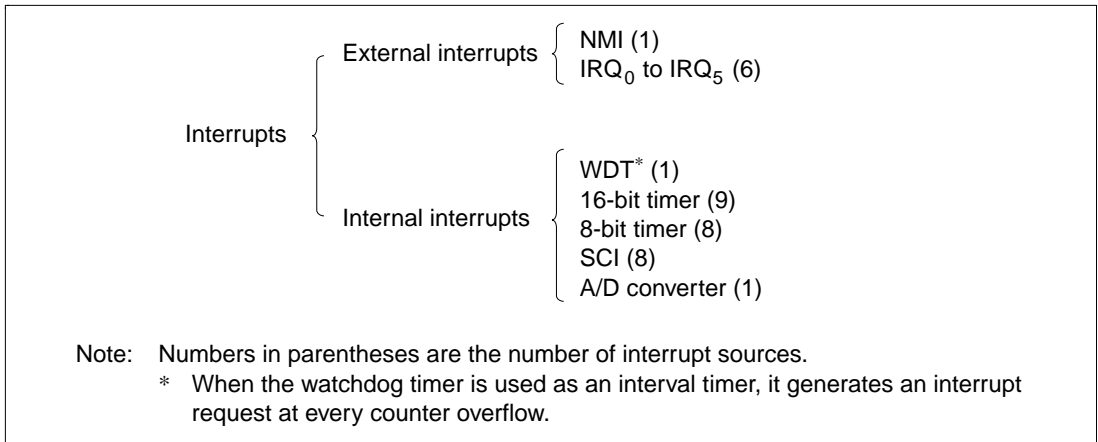 External interrupts
NMI (1)
IRQ0 to IRQ5 (6)
Interrupts
Internal interrupts
WDT* (1)
16-bit timer (9)
8-bit timer (8)
SCI (8)
A/D converter (1)
Note: Numbers in parentheses are the number of interrupt sources.
* When the watchdog timer is used as an interval timer, it generates an interrupt
request at every counter overflow.